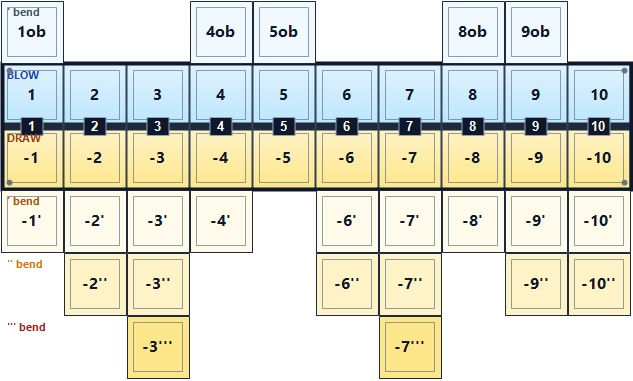 ' bend
1ob 4ob 5ob 8ob 9ob
BLOW
1 2 3 4 5 6 7 8 9 10
1 2 3 4 5 6 7 8 9 10
DRAW
-1 -2 -3 -4 -5 -6 -7 -8 -9 -10
' bend
-1' -2' -3' -4' -6' -7' -8' -9' -10'
'' bend
-2'' -3'' -6'' -7'' -9'' -10''
''' bend
-3''' -7'''